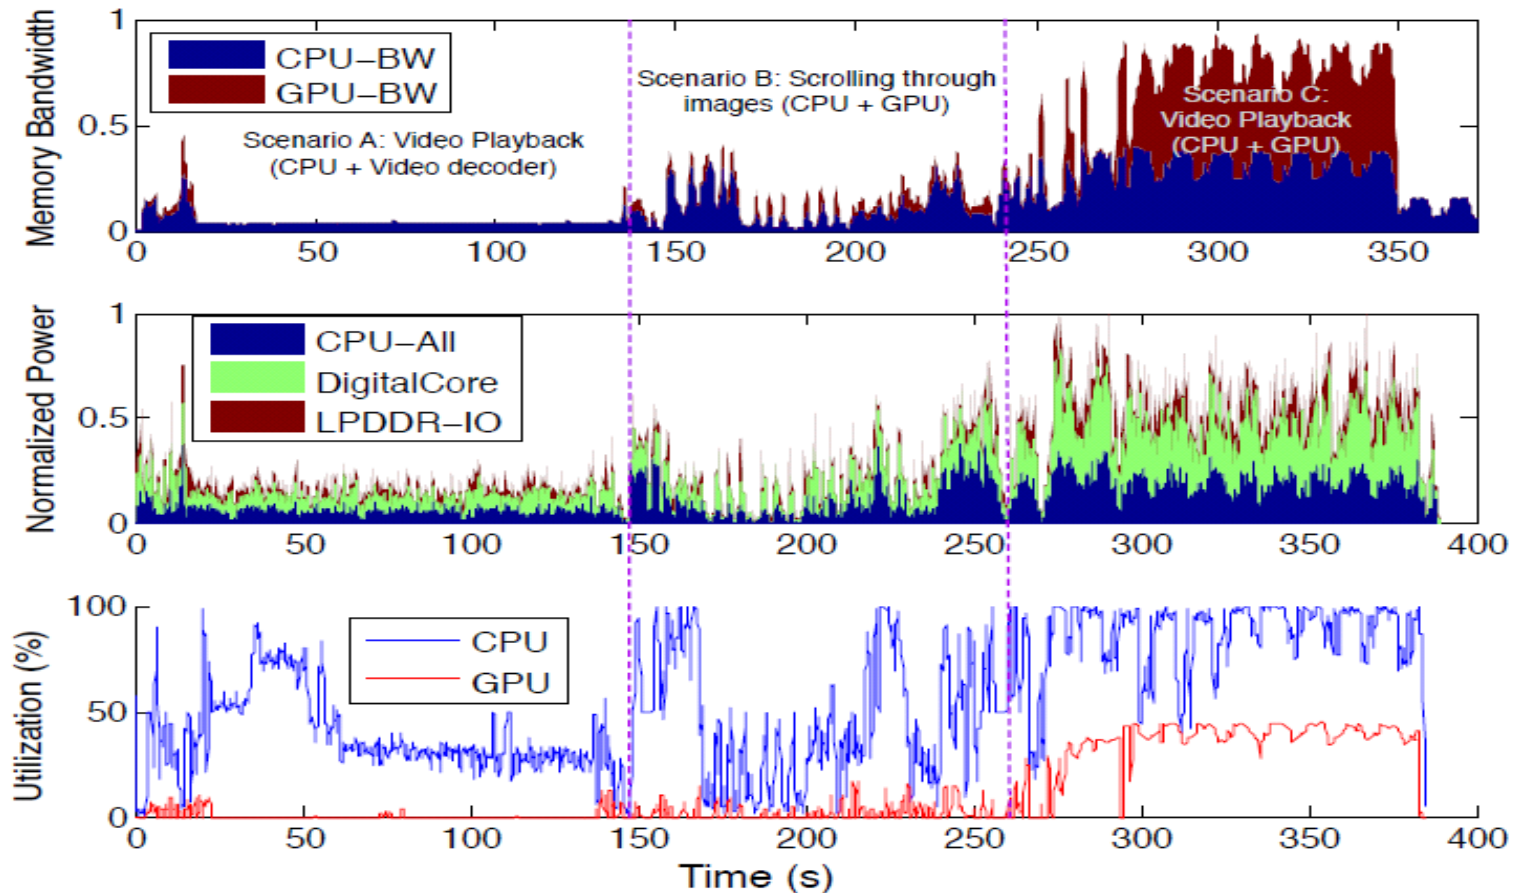 Memory Bandwidth
1
0.5
0
CPU-BW
GPU-BW
Scenario A: Video Playback
(CPU + Video decoder)
Scenario B: Scrolling through
images (CPU + GPU)
Scenario C:
Video Playback
(CPU + GPU)
0 50 100 150 200 250 300 350
Normalized Power
1
0.5
0
CPU-All
DigitalCore
LPDDR-IO
0 50 100 150 200 250 300 350 400
Utilization (%)
100
50
0
CPU
GPU
0 50 100 150 200 250 300 350 400
Time (s)